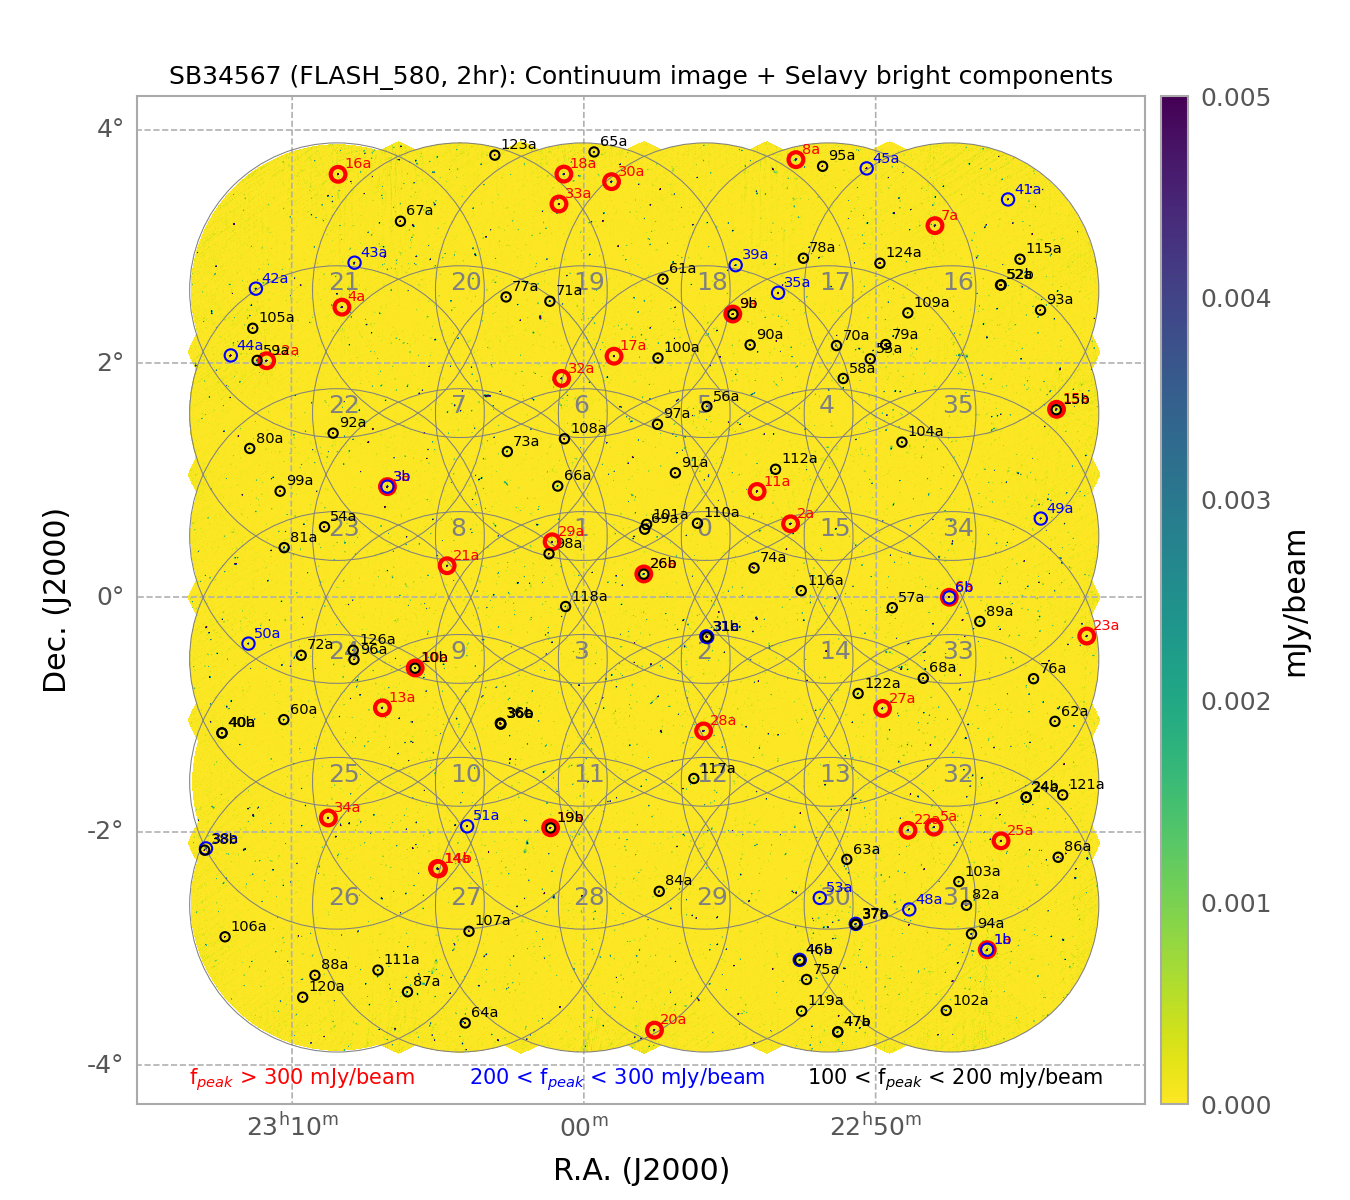 SB34567 (FLASH_580, 2hr): Continuum image + Selavy bright components
0.005
4°
123a 65a
16a 18a 30a 8a 95a 45a
33a 41a
67a 7a
43a 61a 39a 78a 124a 115a
42a 21 20 19 18 17 16 52b
77a 71a 35a 93a
4a 9b 109a
0.004
105a
44a 59a 17a 100a 90a 70a 79a
2°
32a 58a
22 7 6 56a 4 35 15b
92a 97a
80a 73a 108a 104a
99a 3b 66a 91a 112a
11a
0.003
54a 101a 110a 2a 49a
81a 23 8 29a 1 69a 0 15 34
21a 98a 26b 74a
116a 6b
0°
118a 57a 89a
50a 31b 23a
72a 126a 96a 9 3 2 14 33
10b 68a 76a
13a 122a 27a
0.002
60a 36b 28a 62a
40b
25 10 11 117a 12 13 32
24b 121a
34a 51a 19b 22a 5a 25a
-2°
38b 14b 63a 86a
103a
84a 53a 82a
26 27 28 29 30 48a 31
0.001
106a 107a 37b 94a
1b
88a 111a 46b
120a 87a 75a
64a 119a 102a
20a 47b
-4°
fpeak > 300 mJy/beam 200 < fpeak < 300 mJy/beam 100 < fpeak < 200 mJy/beam
0.000
23h10m 00m 22h50m
R.A. (J2000)
Dec. (J2000)
mJy/beam